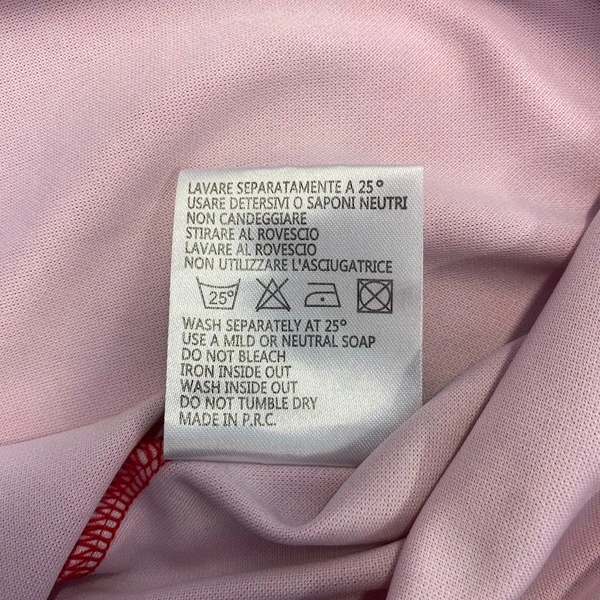 LAVARE SEPARATAMENTE A 25°
USARE DETERSIVI O SAPONI NEUTRI
NON CANDEGGIARE
STIRARE AL ROVESCIO
LAVARE AL ROVESCIO
NON UTILIZZARE L'ASCIUGATRICE
25°
WASH SEPARATELY AT 25°
USE A MILD OR NEUTRAL SOAP
DO NOT BLEACH
IRON INSIDE OUT
WASH INSIDE OUT
DO NOT TUMBLE DRY
MADE IN P.R.C.